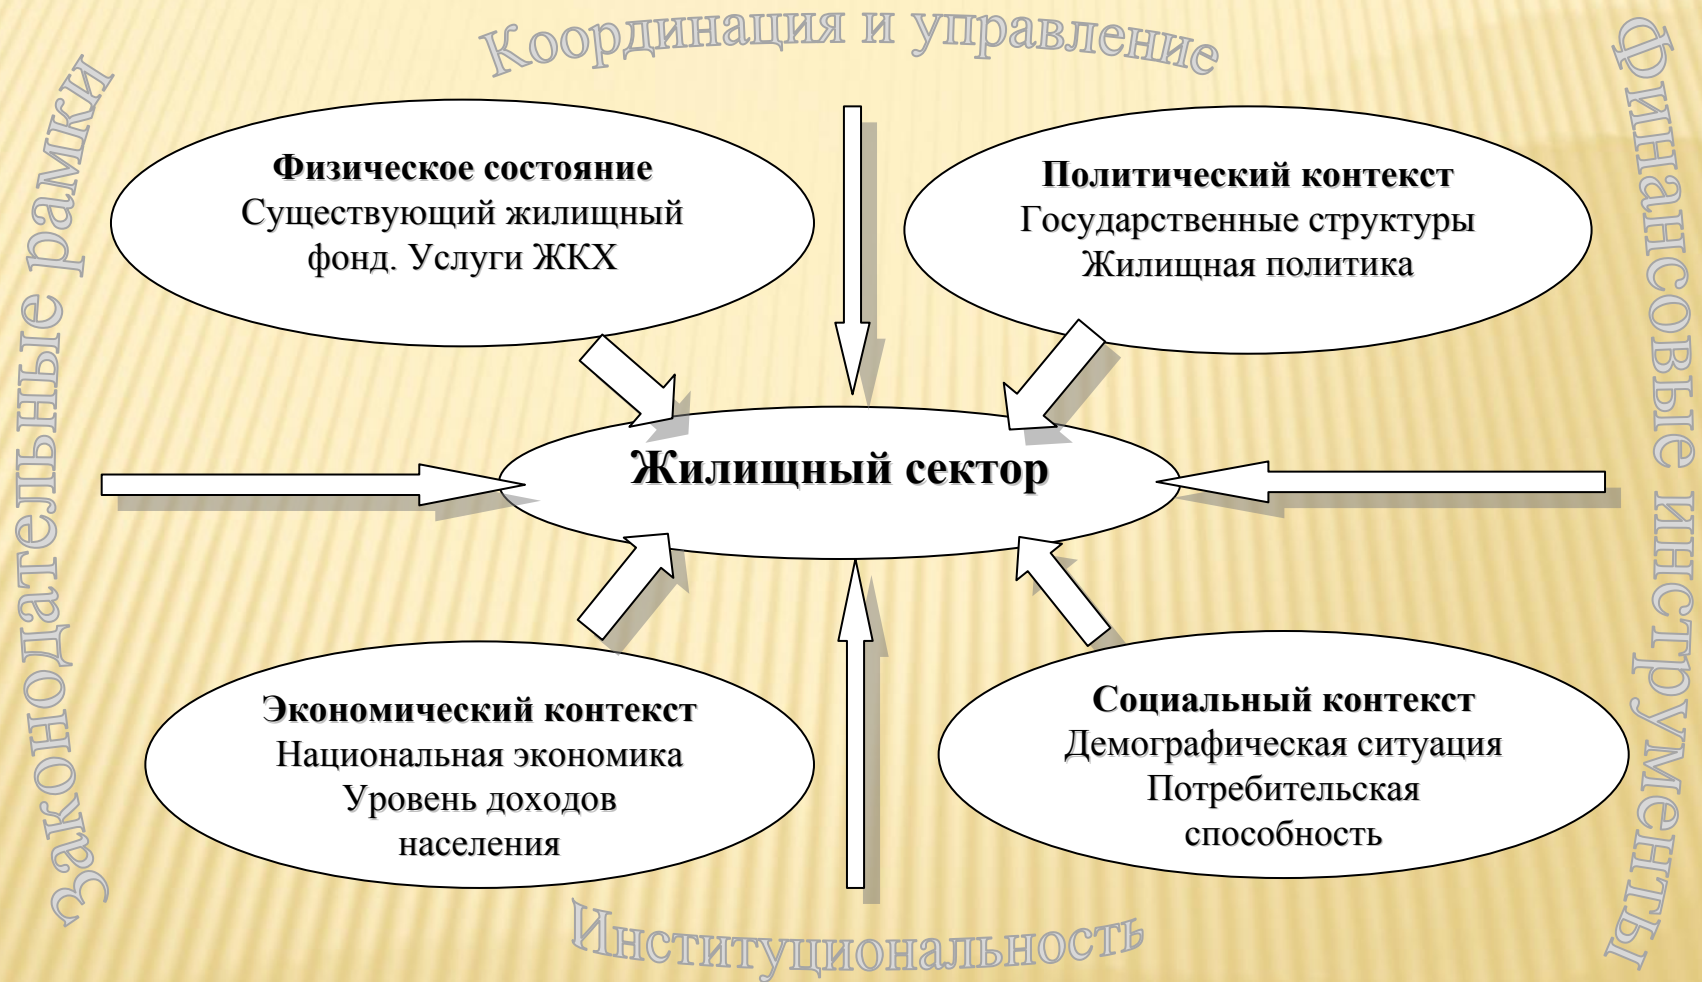 Координация и управление
Законодательные рамки
Финансовые инструменты
Физическое состояние
Существующий жилищный
фонд. Услуги ЖКХ
Политический контекст
Государственные структуры
Жилищная политика
Жилищный сектор
Экономический контекст
Национальная экономика
Уровень доходов
населения
Социальный контекст
Демографическая ситуация
Потребительская
способность
Институциональность